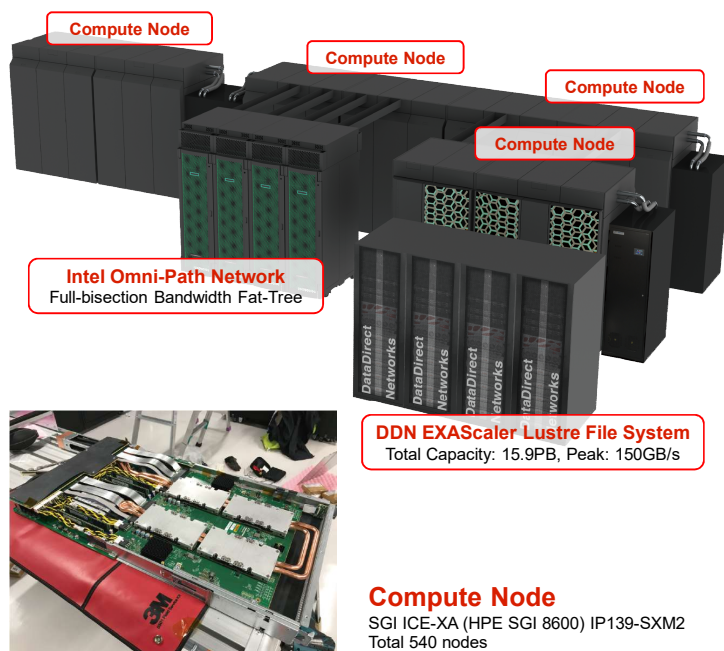 Compute Node
Compute Node
Compute Node
Compute Node
Intel Omni-Path Network
Full-bisection Bandwidth Fat-Tree
DataDirect
Networks
DataDirect
Networks
DataDirect
Networks
DataDirect
Networks
DDN EXAScaler Lustre File System
Total Capacity: 15.9PB, Peak: 150GB/s
3M
Compute Node
SGI ICE-XA (HPE SGI 8600) IP139-SXM2
Total 540 nodes